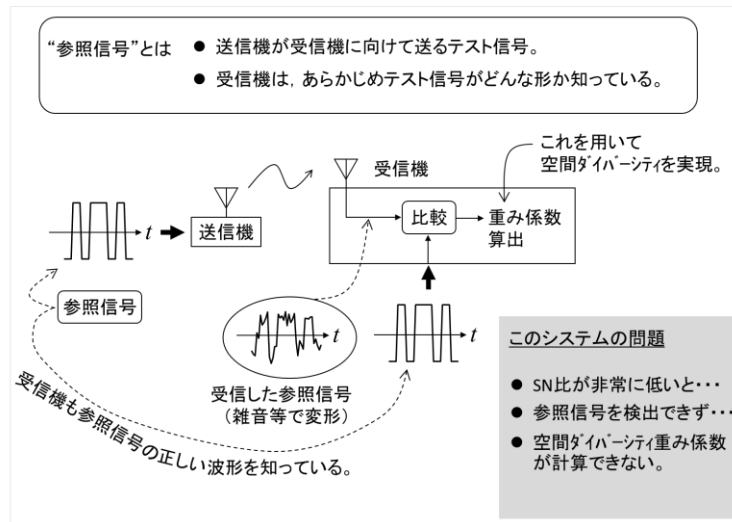 “参照信号”とは
● 送信機が受信機に向けて送るテスト信号。
● 受信機は，あらかじめテスト信号がどんな形か知っている。
これを用いて
空間ﾀﾞｲﾊﾞｰｼﾃｨを実現。
受信機
t
送信機
比較
重み係数
算出
参照信号
t
t
受信した参照信号
（雑音等で変形）
受信機も参照信号の正しい波形を知っている。
このシステムの問題
● SN比が非常に低いと･･･
● 参照信号を検出できず･･･
● 空間ﾀﾞｲﾊﾞｰｼﾃｨ重み係数
が計算できない。